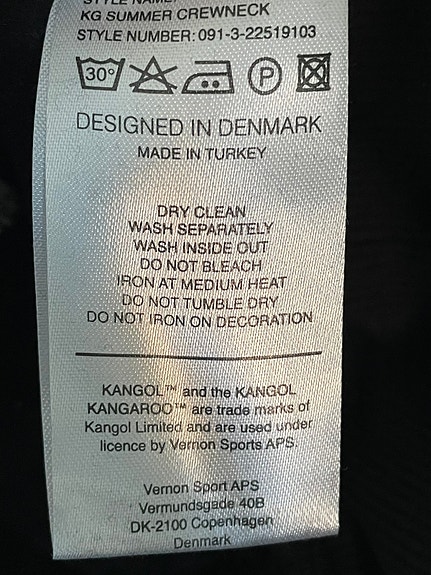 STYLE NAME:
KG SUMMER CREWNECK
STYLE NUMBER: 091-3-22519103
30°
P
DESIGNED IN DENMARK
MADE IN TURKEY
DRY CLEAN
WASH SEPARATELY
WASH INSIDE OUT
DO NOT BLEACH
IRON AT MEDIUM HEAT
DO NOT TUMBLE DRY
DO NOT IRON ON DECORATION
KANGOL™ and the KANGOL
KANGAROO™ are trade marks of
Kangol Limited and are used under
licence by Vernon Sports APS.
Vernon Sport APS
Vermundsgade 40B
DK-2100 Copenhagen
Denmark